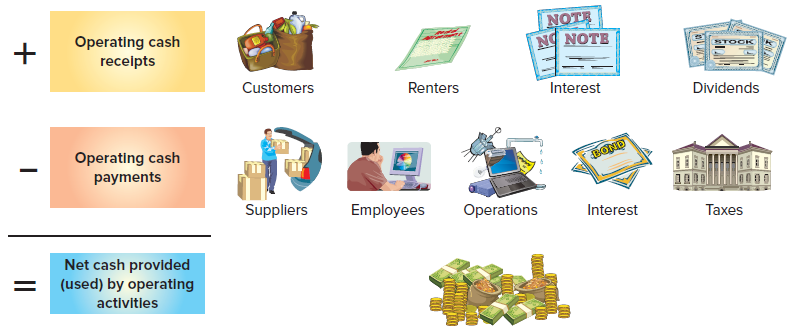 +
Operating cash
receipts
Customers
Renters
NOTE
NO
NOTE
Interest
STOCK
Dividends
−
Operating cash
payments
Suppliers
Employees
Operations
BOND
Interest
Taxes
=
Net cash provided
(used) by operating
activities